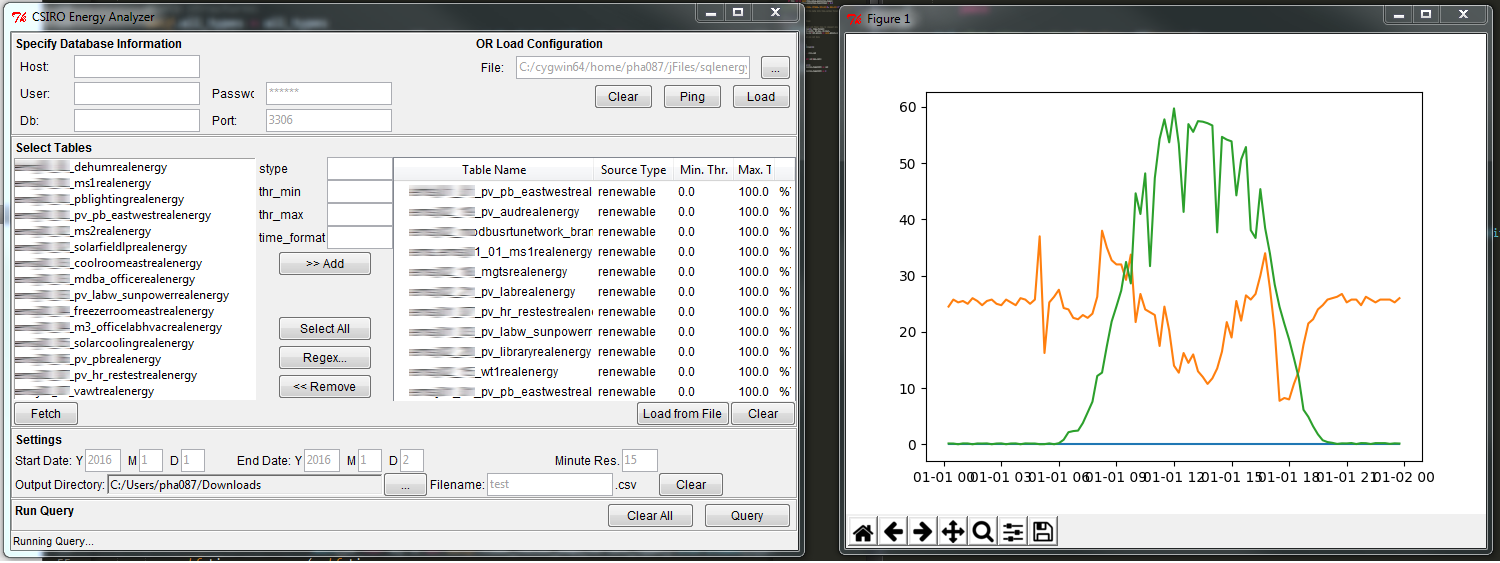 CSIRO Energy Analyzer
Specify Database Information
OR Load Configuration
Host:
File: C:/cygwin64/home/pha087/jFiles/sqlenergy ...
User:
Passwc ******
Clear Ping Load
Db:
Port: 3306
Select Tables
_dehumrealenergy
_ms1realenergy
_pblightingrealenergy
_pv_pb_eastwestrealenergy
_ms2realenergy
_solarfieldlprealenergy
_coolroomeastrealenergy
_mdba_officerealenergy
_pv_labw_sunpowerrealenergy
_freezerroomeastrealenergy
_m3_officelabhvacrealenergy
_solarcoolingrealenergy
_pv_pbrealenergy
_pv_hr_restestrealenergy
_vawtrealenergy
stype
thr_min
thr_max
time_format
>> Add
Select All
Regex...
<< Remove
Table Name Source Type Min. Thr. Max. T
_pv_pb_eastwestreal renewable 0.0 100.0 %
_pv_audrealenergy renewable 0.0 100.0 %
odbusrtunetwork_bran renewable 0.0 100.0 %
1_01_ms1realenergy renewable 0.0 100.0 %
_mgtsrealenergy renewable 0.0 100.0 %
_pv_labrealenergy renewable 0.0 100.0 %
_pv_hr_restestrealen renewable 0.0 100.0 %
_pv_labw_sunpowerr renewable 0.0 100.0 %
_pv_libraryrealenergy renewable 0.0 100.0 %
_wt1realenergy renewable 0.0 100.0 %
_pv_pb_eastwestreal renewable 0.0 100.0 %
Fetch
Load from File Clear
Settings
Start Date: Y 2016 M 1 D 1 End Date: Y 2016 M 1 D 2 Minute Res. 15
Output Directory: C:/Users/pha087/Downloads ... Filename: test .csv Clear
Run Query
Clear All Query
Running Query...
Figure 1
60
50
40
30
20
10
0
01-01 00 01-01 03 01-01 06 01-01 09 01-01 12 01-01 15 01-01 18 01-01 21 01-02 00